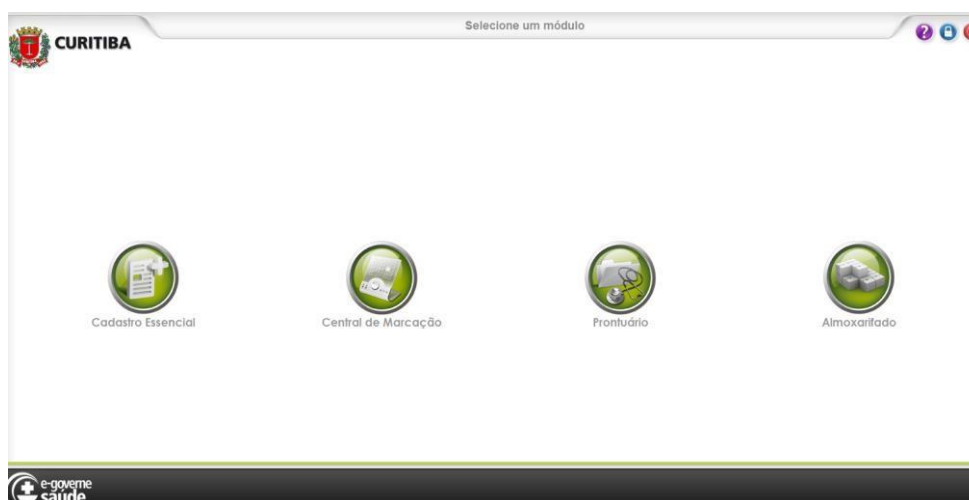 Selecione um módulo
CURITIBA
?
Cadastro Essencial
Central de Marcação
Prontuário
Almoxarifado
e-governe
saúde